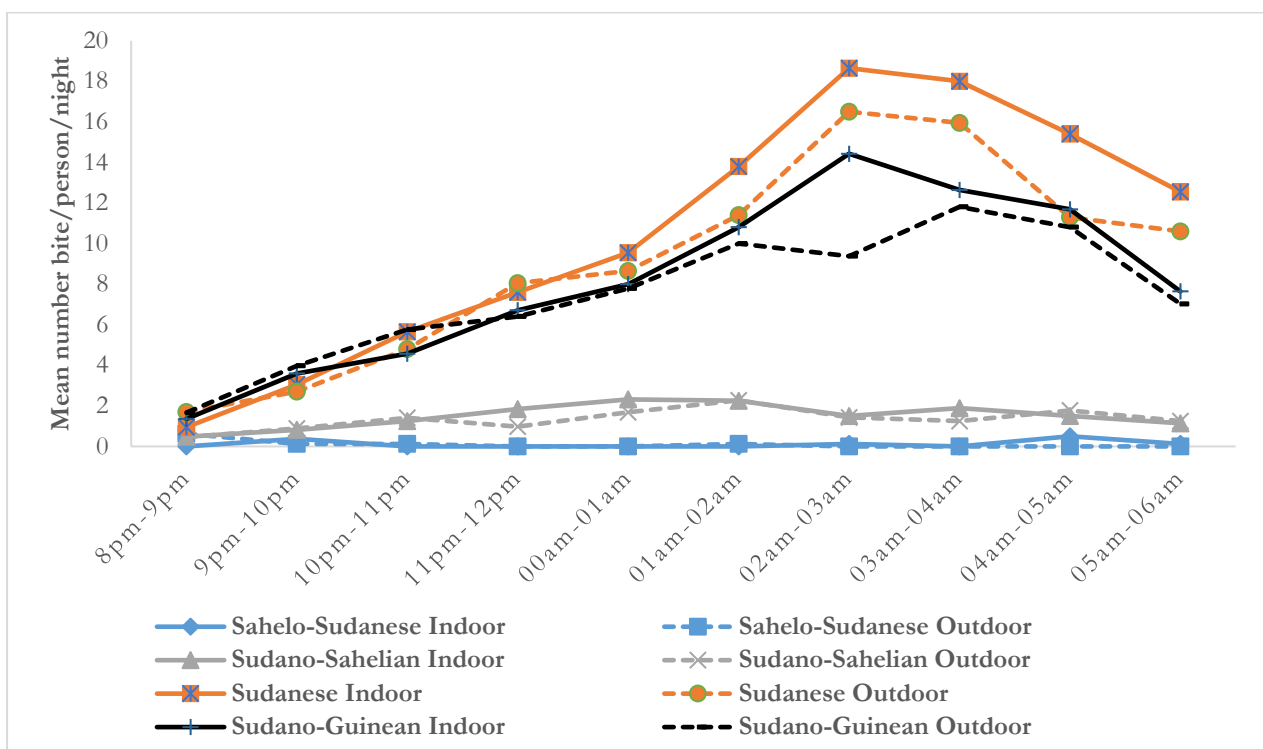 Mean number bite/person/night
20
18
16
14
12
10
8
6
4
2
0
8pm-9pm
9pm-10pm
10pm-11pm
11pm-12pm
00am-01am
01am-02am
02am-03am
03am-04am
04am-05am
05am-06am
Sahelo-Sudanese Indoor
Sahelo-Sudanese Outdoor
Sudano-Sahelian Indoor
Sudano-Sahelian Outdoor
Sudanese Indoor
Sudanese Outdoor
Sudano-Guinean Indoor
Sudano-Guinean Outdoor